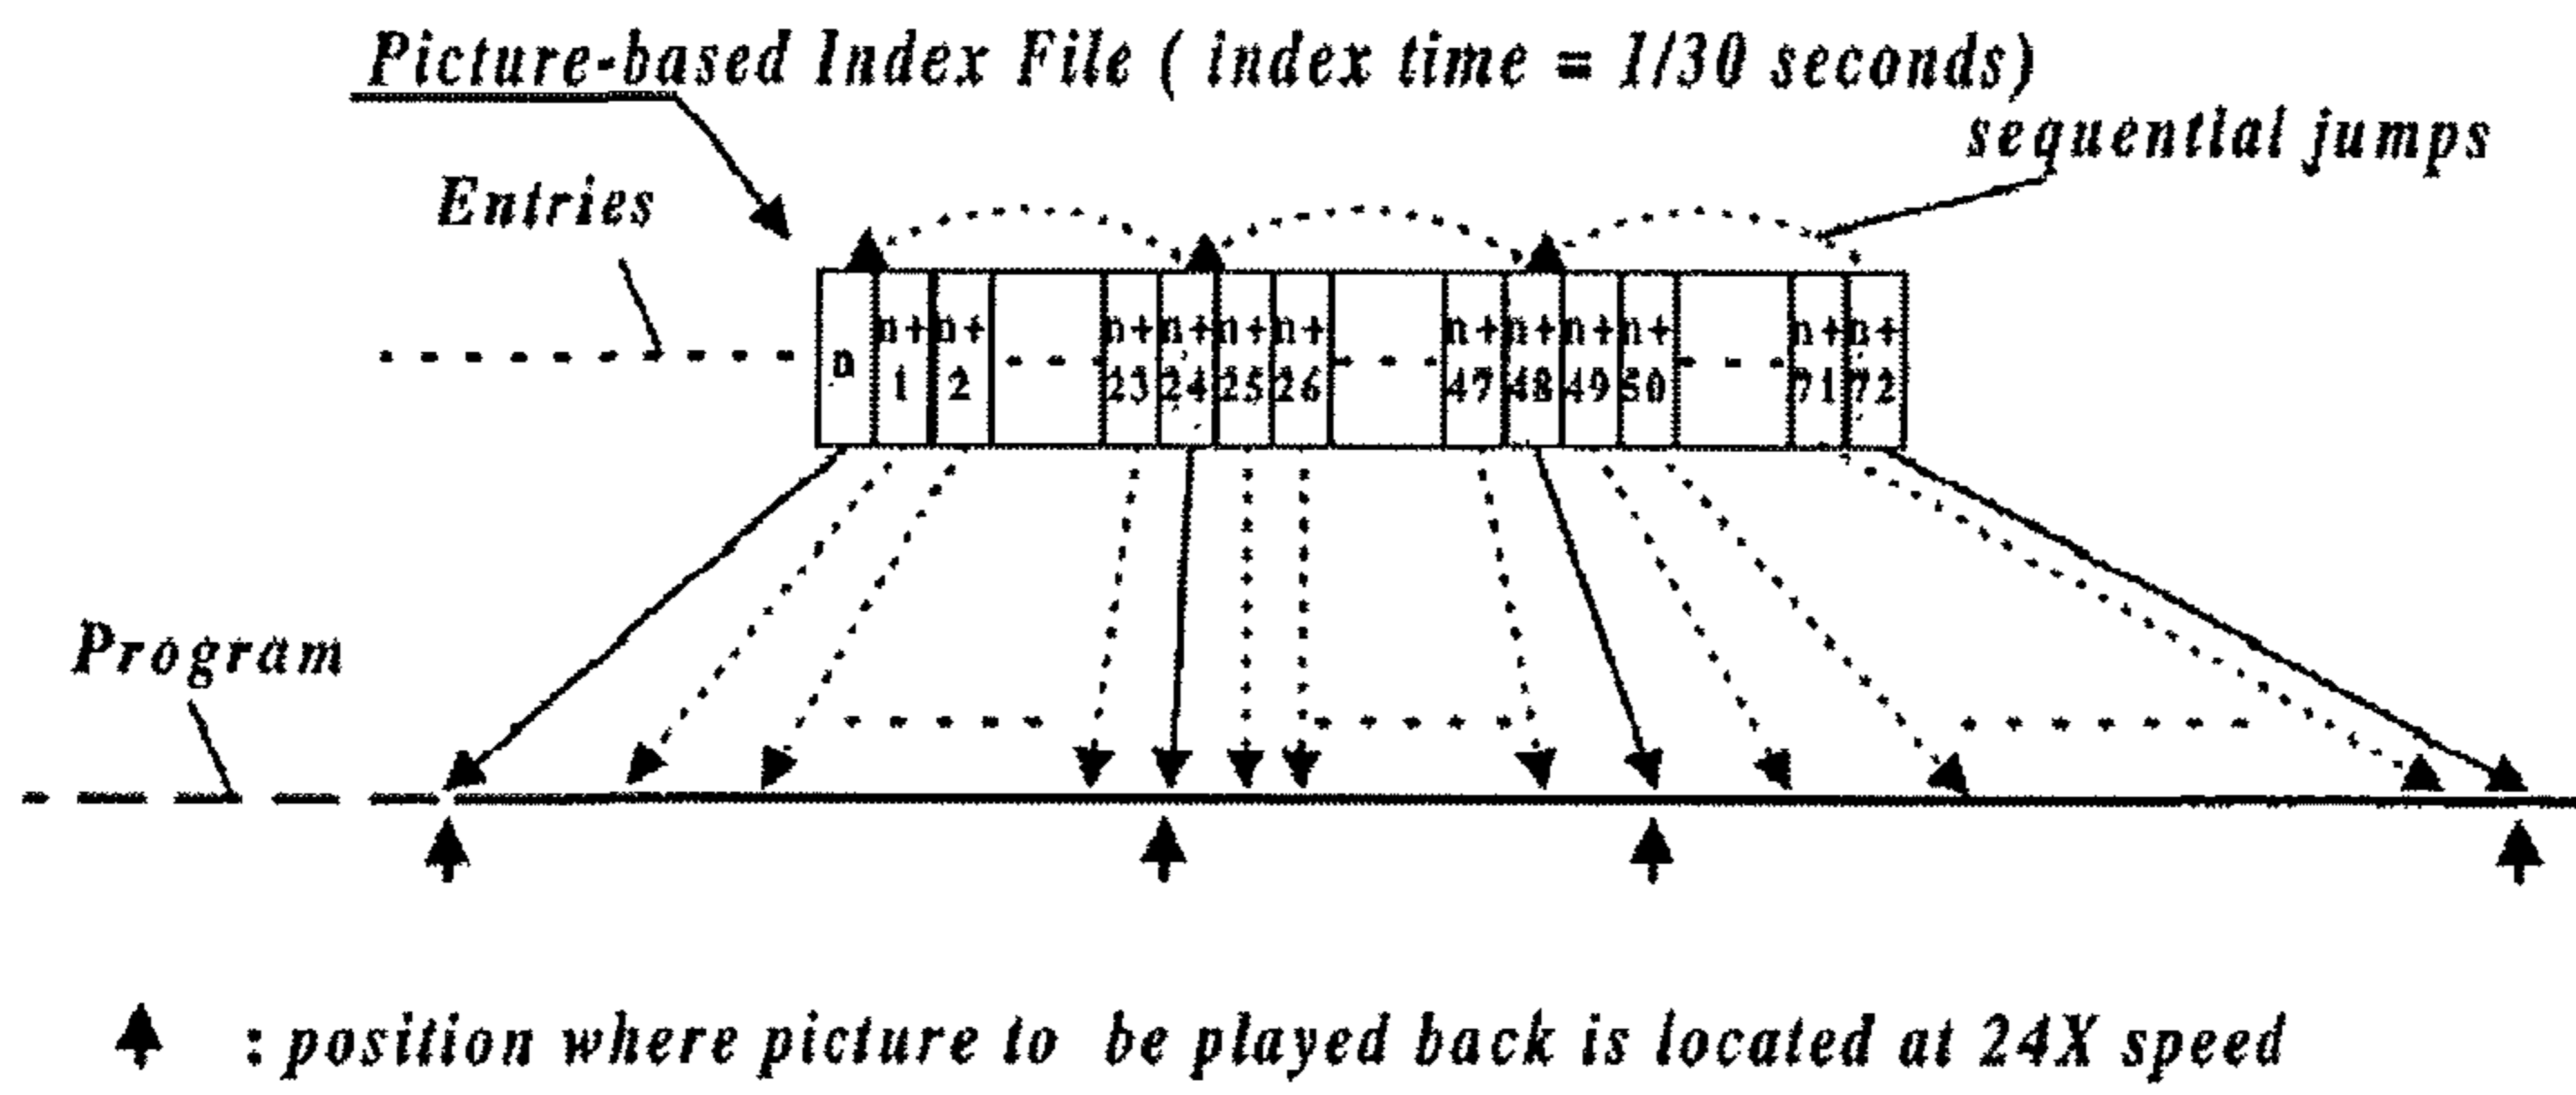 Picture-based Index File ( index time = 1/30 seconds)
sequential jumps
Entries
n n+1 n+2 - - - n+23 n+24 n+25 n+26 - - - n+47 n+48 n+49 n+50 - - - n+71 n+72
Program
: position where picture to be played back is located at 24X speed